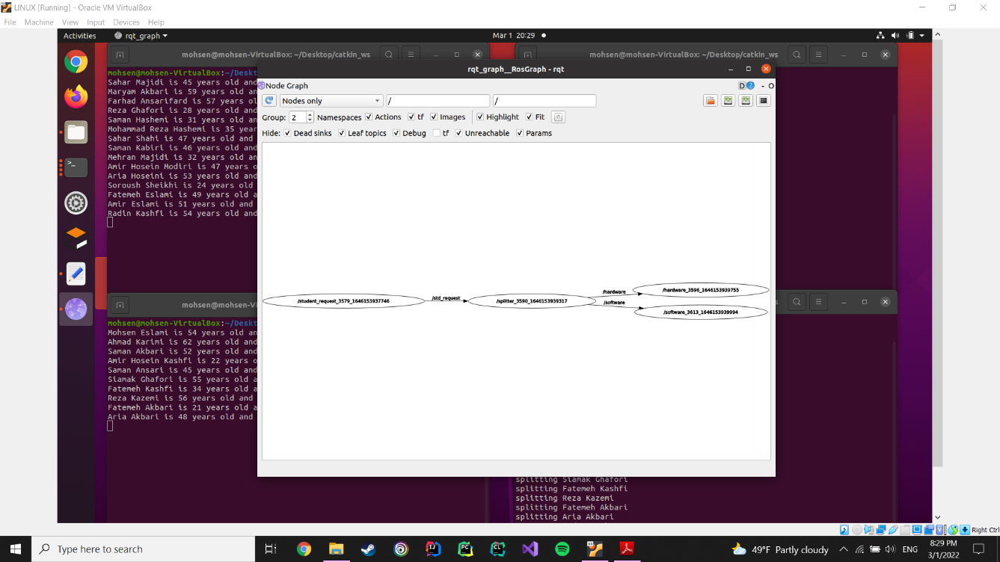 LINUX [Running] - Oracle VM VirtualBox
File Machine View Input Devices Help
Activities rqt_graph Mar 1 20:29
mohsen@mohsen-VirtualBox: ~/Desktop/catkin_ws
mohsen@mohsen-VirtualBox: ~/Desktop/catkin_ws
mohsen@mohsen-VirtualBox:~/Deskt
Sahar Majidi is 45 years old and
Maryam Akbari is 59 years old an
Farhad Ansarifard is 57 years o
Reza Ghafori is 28 years old and
Saman Hashemi is 31 years old an
Mohammad Reza Hashemi is 35 year
Sahar Shahi is 47 years old and
Saman Kabiri is 46 years old and
Mehran Majidi is 32 years old an
Amir Hosein Modiri is 47 years o
Aria Hoseini is 53 years old and
Soroush Sheikhi is 24 years old
Fatemeh Eslami is 49 years old a
Amir Eslami is 51 years old and
Radin Kashfi is 54 years old and
rqt_graph__RosGraph - rqt
Node Graph
D ? - O
Nodes only / /
Group: 2 Namespaces Actions tf Images Highlight Fit
Hide: Dead sinks Leaf topics Debug tf Unreachable Params
/student_request_3579_1646153937746
/std_request
/splitter_3590_1646153939317
/hardware
/hardware_3596_1646153939755
/software
/software_3613_1646153939994
mohsen@
mohsen@mohsen-VirtualBox:~/Deskt
Mohsen Eslami is 54 years old an
Ahmad Karimi is 62 years old and
Saman Akbari is 52 years old and
Amir Hosein Kashfi is 22 years o
Saman Ansari is 45 years old and
Siamak Ghafori is 55 years old a
Fatemeh Kashfi is 34 years old a
Reza Kazemi is 56 years old and
Fatemeh Akbari is 21 years old a
Aria Akbari is 48 years old and
s
splitting Siamak Ghafori
splitting Fatemeh Kashfi
splitting Reza Kazemi
splitting Fatemeh Akbari
splitting Aria Akbari
Right Ctrl
Type here to search
IJ PC CL
49°F Partly cloudy
ENG
8:29 PM
3/1/2022